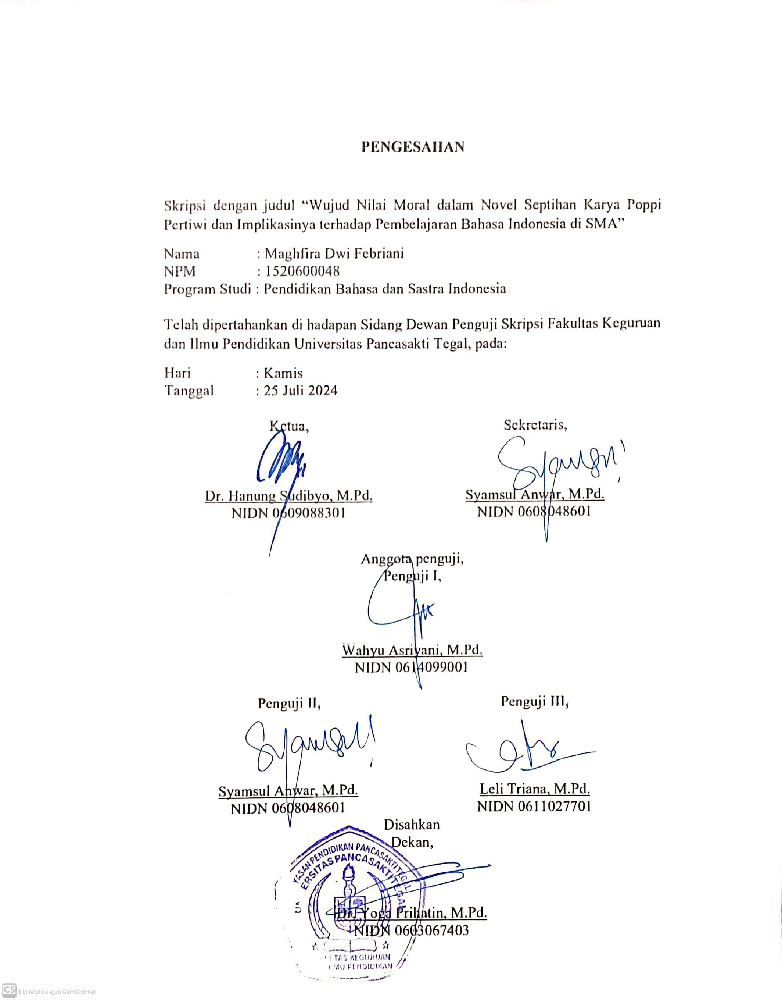 PENGESAHAN
Skripsi dengan judul “Wujud Nilai Moral dalam Novel Septihan Karya Poppi
Pertiwi dan Implikasinya terhadap Pembelajaran Bahasa Indonesia di SMA”
Nama : Maghfira Dwi Febriani
NPM : 1520600048
Program Studi : Pendidikan Bahasa dan Sastra Indonesia
Telah dipertahankan di hadapan Sidang Dewan Penguji Skripsi Fakultas Keguruan
dan Ilmu Pendidikan Universitas Pancasakti Tegal, pada:
Hari : Kamis
Tanggal : 25 Juli 2024
Ketua,
Sekretaris,
Dr. Hanung Sudibyo, M.Pd.
NIDN 0609088301
Syamsul Anwar, M.Pd.
NIDN 0608048601
Anggota penguji,
Penguji I,
Wahyu Asriyani, M.Pd.
NIDN 0614099001
Penguji II,
Penguji III,
Syamsul Anwar, M.Pd.
NIDN 0608048601
Leli Triana, M.Pd.
NIDN 0611027701
Disahkan
Dekan,
YASAN PENDIDIKAN PANCASAKTI TEGAL
ERSITAS PANCASAKTI TEGAL
Dr. Yoga Prihatin, M.Pd.
NIDN 0603067403
TAS KEGURUAN
MU PENDIDIKAN
CS Dipindai dengan CamScanner